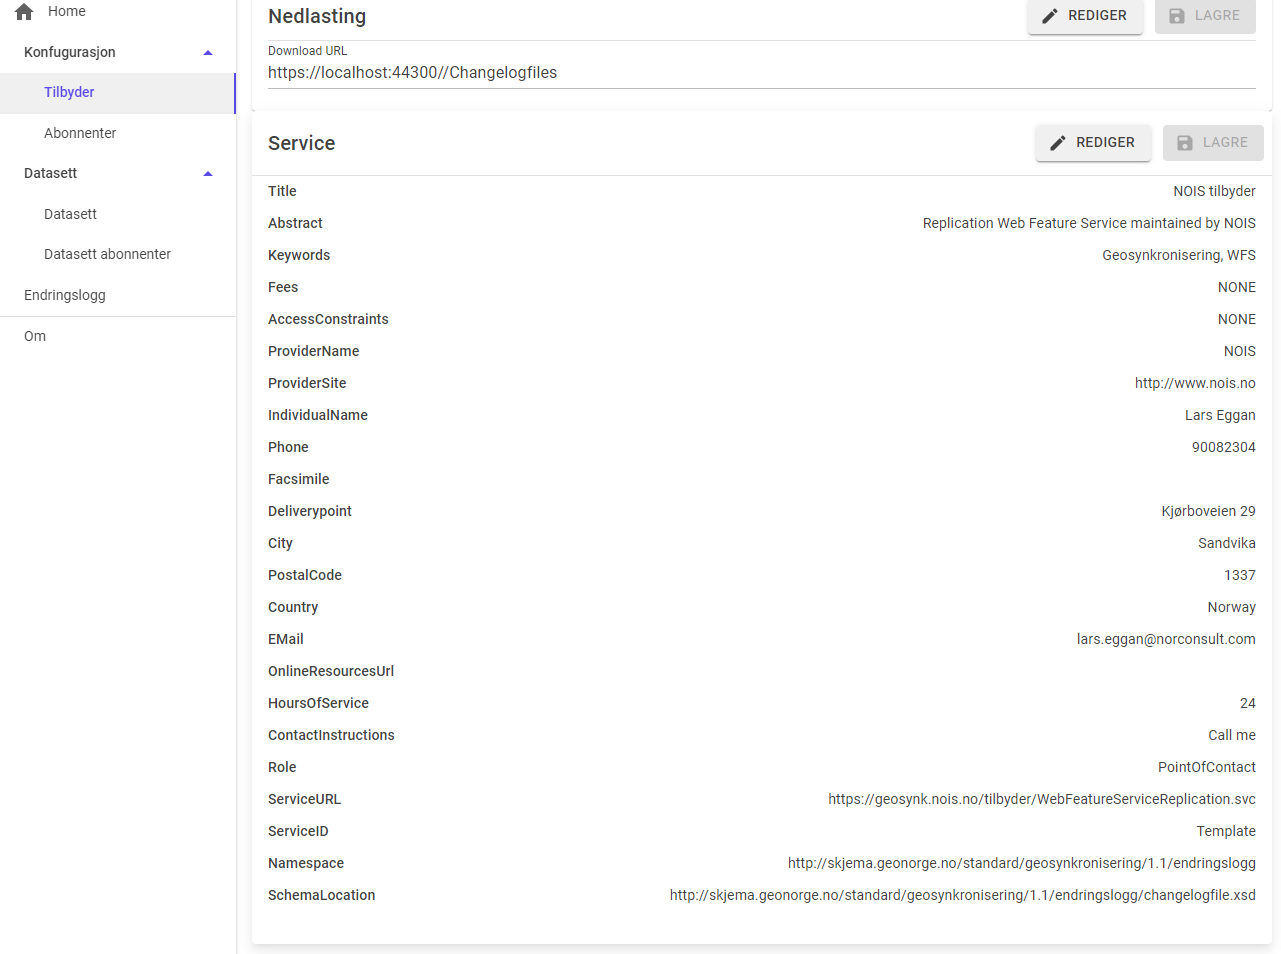 Home
Konfugurasjon
Tilbyder
Abonnenter
Datasett
Datasett
Datasett abonnenter
Endringslogg
Om
Nedlasting
REDIGER
LAGRE
Download URL
https://localhost:44300//Changelogfiles
Service
REDIGER
LAGRE
Title NOIS tilbyder
Abstract Replication Web Feature Service maintained by NOIS
Keywords Geosynkronisering, WFS
Fees NONE
AccessConstraints NONE
ProviderName NOIS
ProviderSite http://www.nois.no
IndividualName Lars Eggan
Phone 90082304
Facsimile
Deliverypoint Kjørboveien 29
City Sandvika
PostalCode 1337
Country Norway
EMail lars.eggan@norconsult.com
OnlineResourcesUrl
HoursOfService 24
ContactInstructions Call me
Role PointOfContact
ServiceURL https://geosynk.nois.no/tilbyder/WebFeatureServiceReplication.svc
ServiceID Template
Namespace http://skjema.geonorge.no/standard/geosynkronisering/1.1/endringslogg
SchemaLocation http://skjema.geonorge.no/standard/geosynkronisering/1.1/endringslogg/changelogfile.xsd